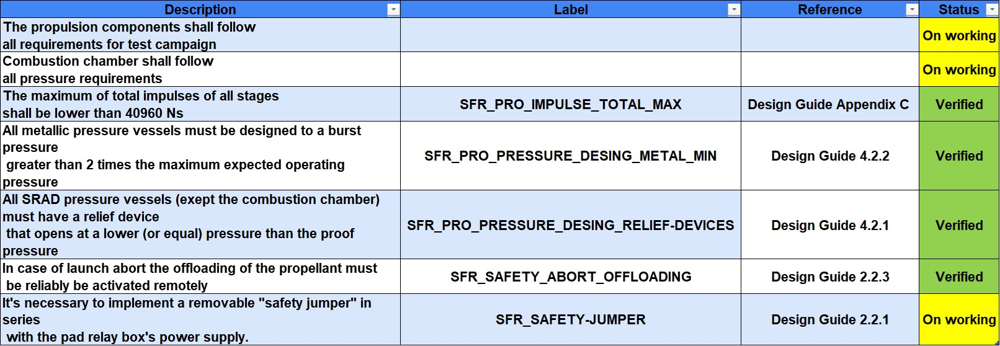 Description Label Reference Status
The propulsion components shall follow
all requirements for test campaign
On working
Combustion chamber shall follow
all pressure requirements
On working
The maximum of total impulses of all stages
shall be lower than 40960 Ns
SFR_PRO_IMPULSE_TOTAL_MAX
Design Guide Appendix C
Verified
All metallic pressure vessels must be designed to a burst
pressure
greater than 2 times the maximum expected operating
pressure
SFR_PRO_PRESSURE_DESING_METAL_MIN
Design Guide 4.2.2
Verified
All SRAD pressure vessels (exept the combustion chamber)
must have a relief device
that opens at a lower (or equal) pressure than the proof
pressure
SFR_PRO_PRESSURE_DESING_RELIEF-DEVICES
Design Guide 4.2.1
Verified
In case of launch abort the offloading of the propellant must
be reliably be activated remotely
SFR_SAFETY_ABORT_OFFLOADING
Design Guide 2.2.3
Verified
It's necessary to implement a removable "safety jumper" in
series
with the pad relay box's power supply.
SFR_SAFETY-JUMPER
Design Guide 2.2.1
On working